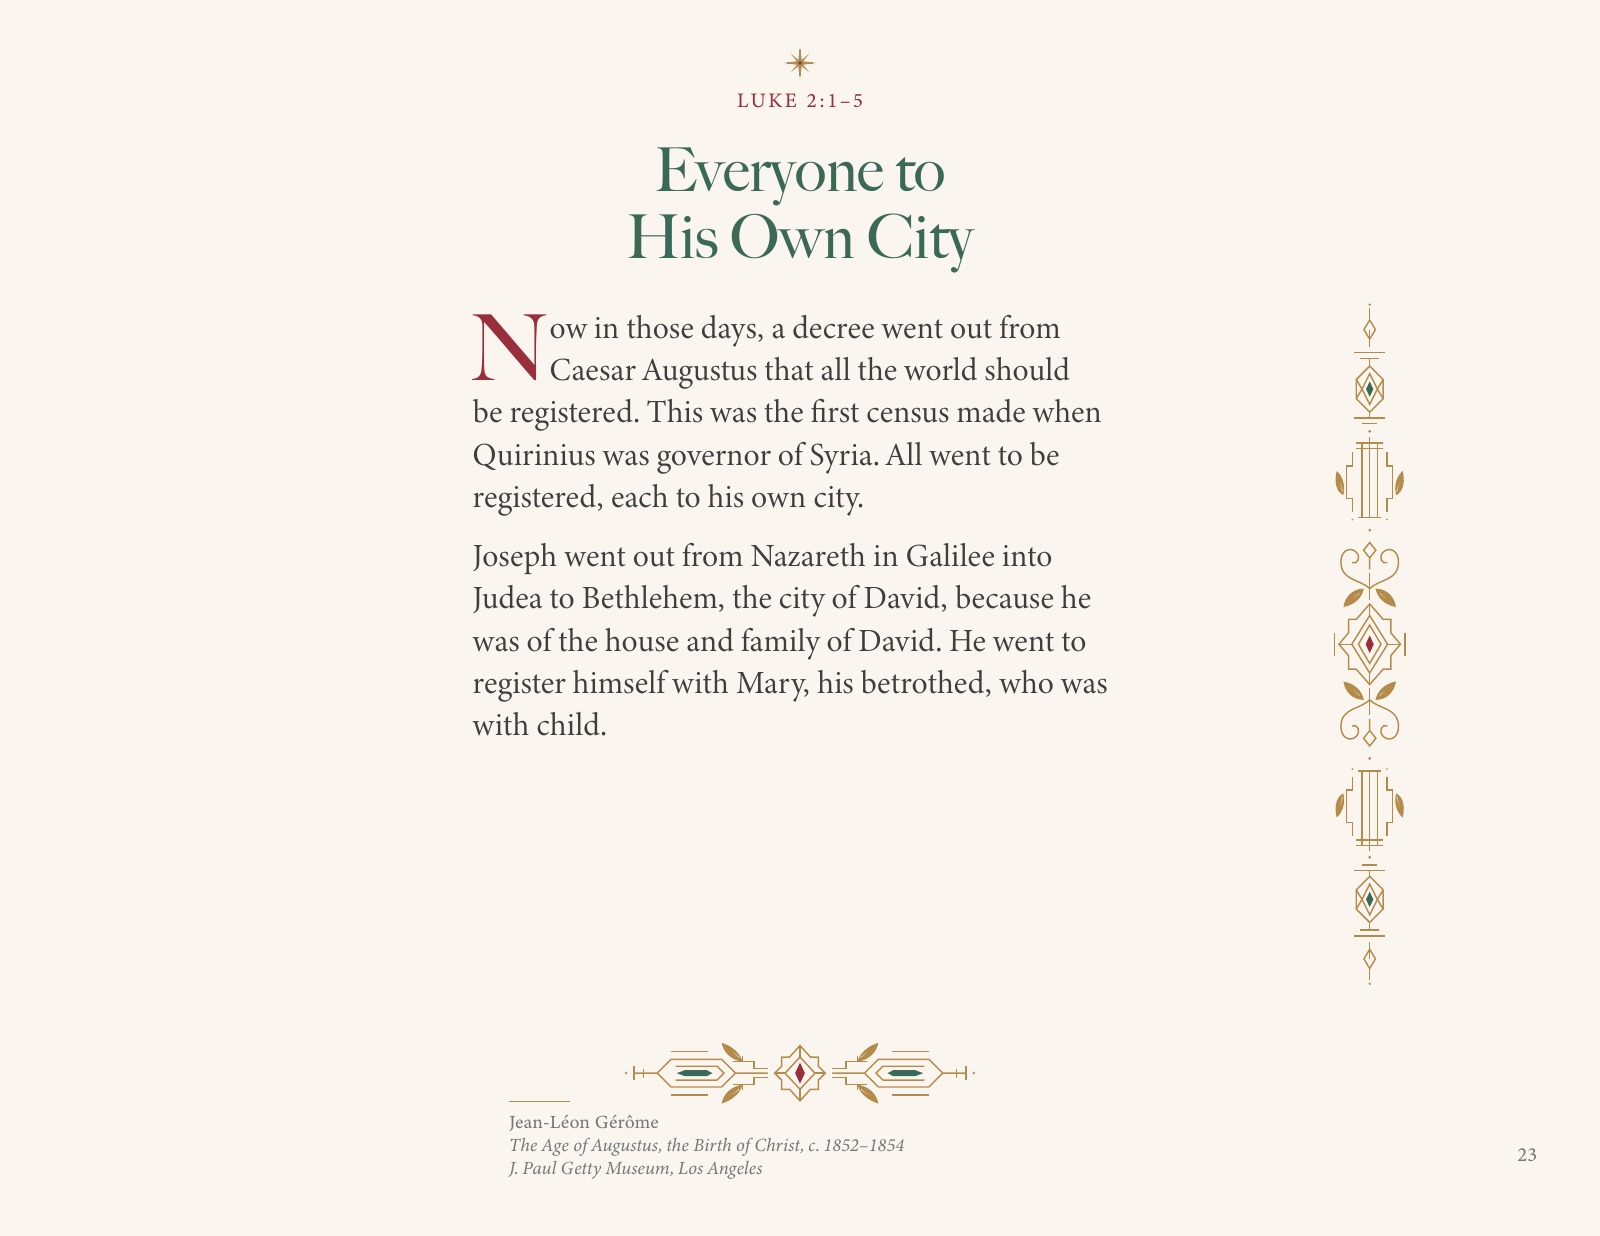 LUKE 2:1–5
Everyone to
His Own City
Now in those days, a decree went out from
Caesar Augustus that all the world should
be registered. This was the first census made when
Quirinius was governor of Syria. All went to be
registered, each to his own city.
Joseph went out from Nazareth in Galilee into
Judea to Bethlehem, the city of David, because he
was of the house and family of David. He went to
register himself with Mary, his betrothed, who was
with child.
Jean-Léon Gérôme
The Age of Augustus, the Birth of Christ, c. 1852–1854
J. Paul Getty Museum, Los Angeles
23